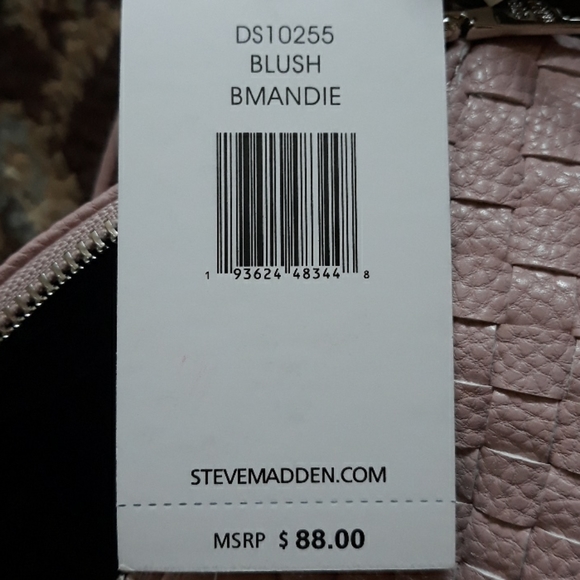 DS10255
BLUSH
BMANDIE
1 93624 48344 8
STEVEMADDEN.COM
MSRP $ 88.00